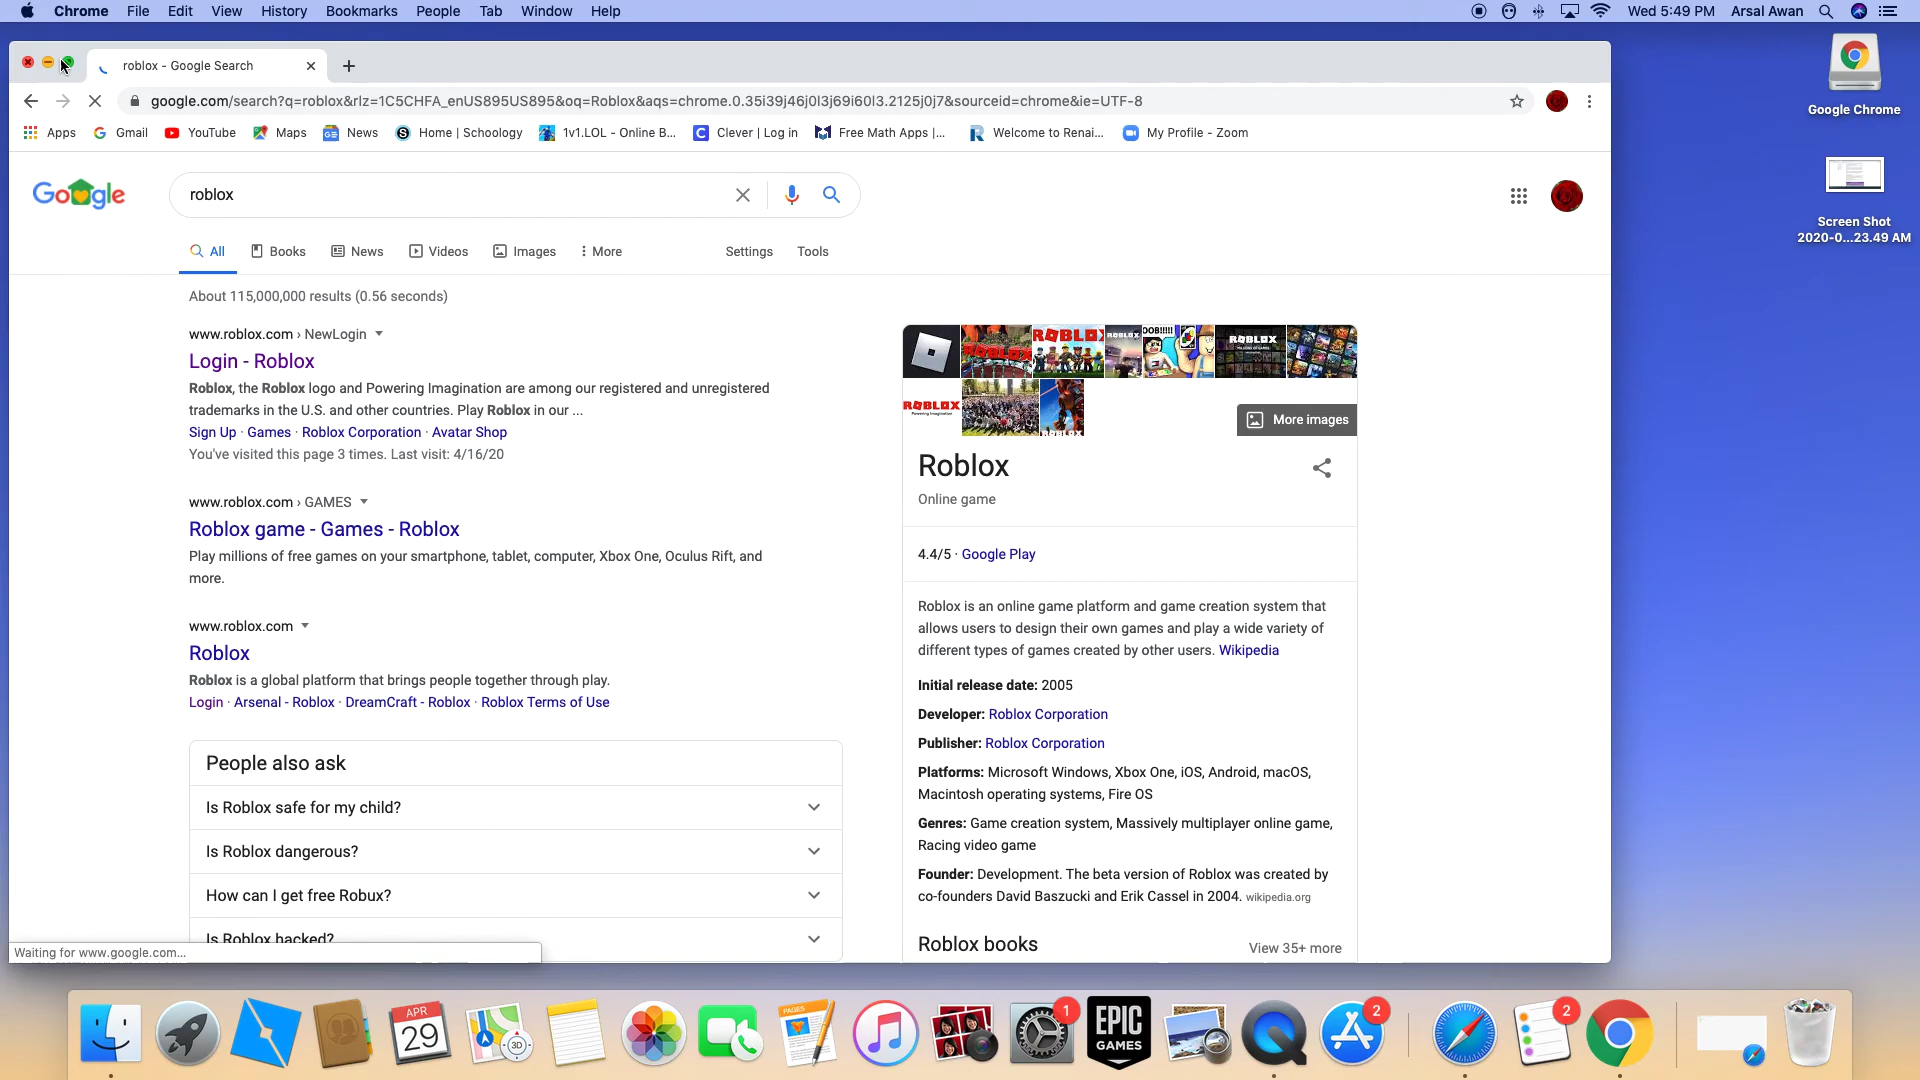 Chrome File Edit View History Bookmarks People Tab Window Help
Wed 5:49 PM Arsal Awan
roblox - Google Search
google.com/search?q=roblox&rlz=1C5CHFA_enUS895US895&oq=Roblox&aqs=chrome.0.35i39j46j0l3j69i60l3.2125j0j7&sourceid=chrome&ie=UTF-8
Apps Gmail YouTube Maps News Home | Schoology 1v1.LOL - Online B... Clever | Log in Free Math Apps |... Welcome to Renai... My Profile - Zoom
Google Chrome
Screen Shot
2020-0...23.49 AM
Google
roblox
All Books News Videos Images More Settings Tools
About 115,000,000 results (0.56 seconds)
www.roblox.com › NewLogin
Login - Roblox
Roblox, the Roblox logo and Powering Imagination are among our registered and unregistered
trademarks in the U.S. and other countries. Play Roblox in our ...
Sign Up · Games · Roblox Corporation · Avatar Shop
You've visited this page 3 times. Last visit: 4/16/20
www.roblox.com › GAMES
Roblox game - Games - Roblox
Play millions of free games on your smartphone, tablet, computer, Xbox One, Oculus Rift, and
more.
www.roblox.com
Roblox
Roblox is a global platform that brings people together through play.
Login · Arsenal - Roblox · DreamCraft - Roblox · Roblox Terms of Use
People also ask
Is Roblox safe for my child?
Is Roblox dangerous?
How can I get free Robux?
Is Roblox hacked?
Waiting for www.google.com...
ROBLOX
ROBLOX
ROBLOX
OOB!!!!!
ROBLOX
ROBLOX
Powering Imagination
ROBLOX
More images
Roblox
Online game
4.4/5 · Google Play
Roblox is an online game platform and game creation system that
allows users to design their own games and play a wide variety of
different types of games created by other users. Wikipedia
Initial release date: 2005
Developer: Roblox Corporation
Publisher: Roblox Corporation
Platforms: Microsoft Windows, Xbox One, iOS, Android, macOS,
Macintosh operating systems, Fire OS
Genres: Game creation system, Massively multiplayer online game,
Racing video game
Founder: Development. The beta version of Roblox was created by
co-founders David Baszucki and Erik Cassel in 2004. wikipedia.org
Roblox books
View 35+ more
APR
29
3D
PAGES
1
EPIC
GAMES
2
2